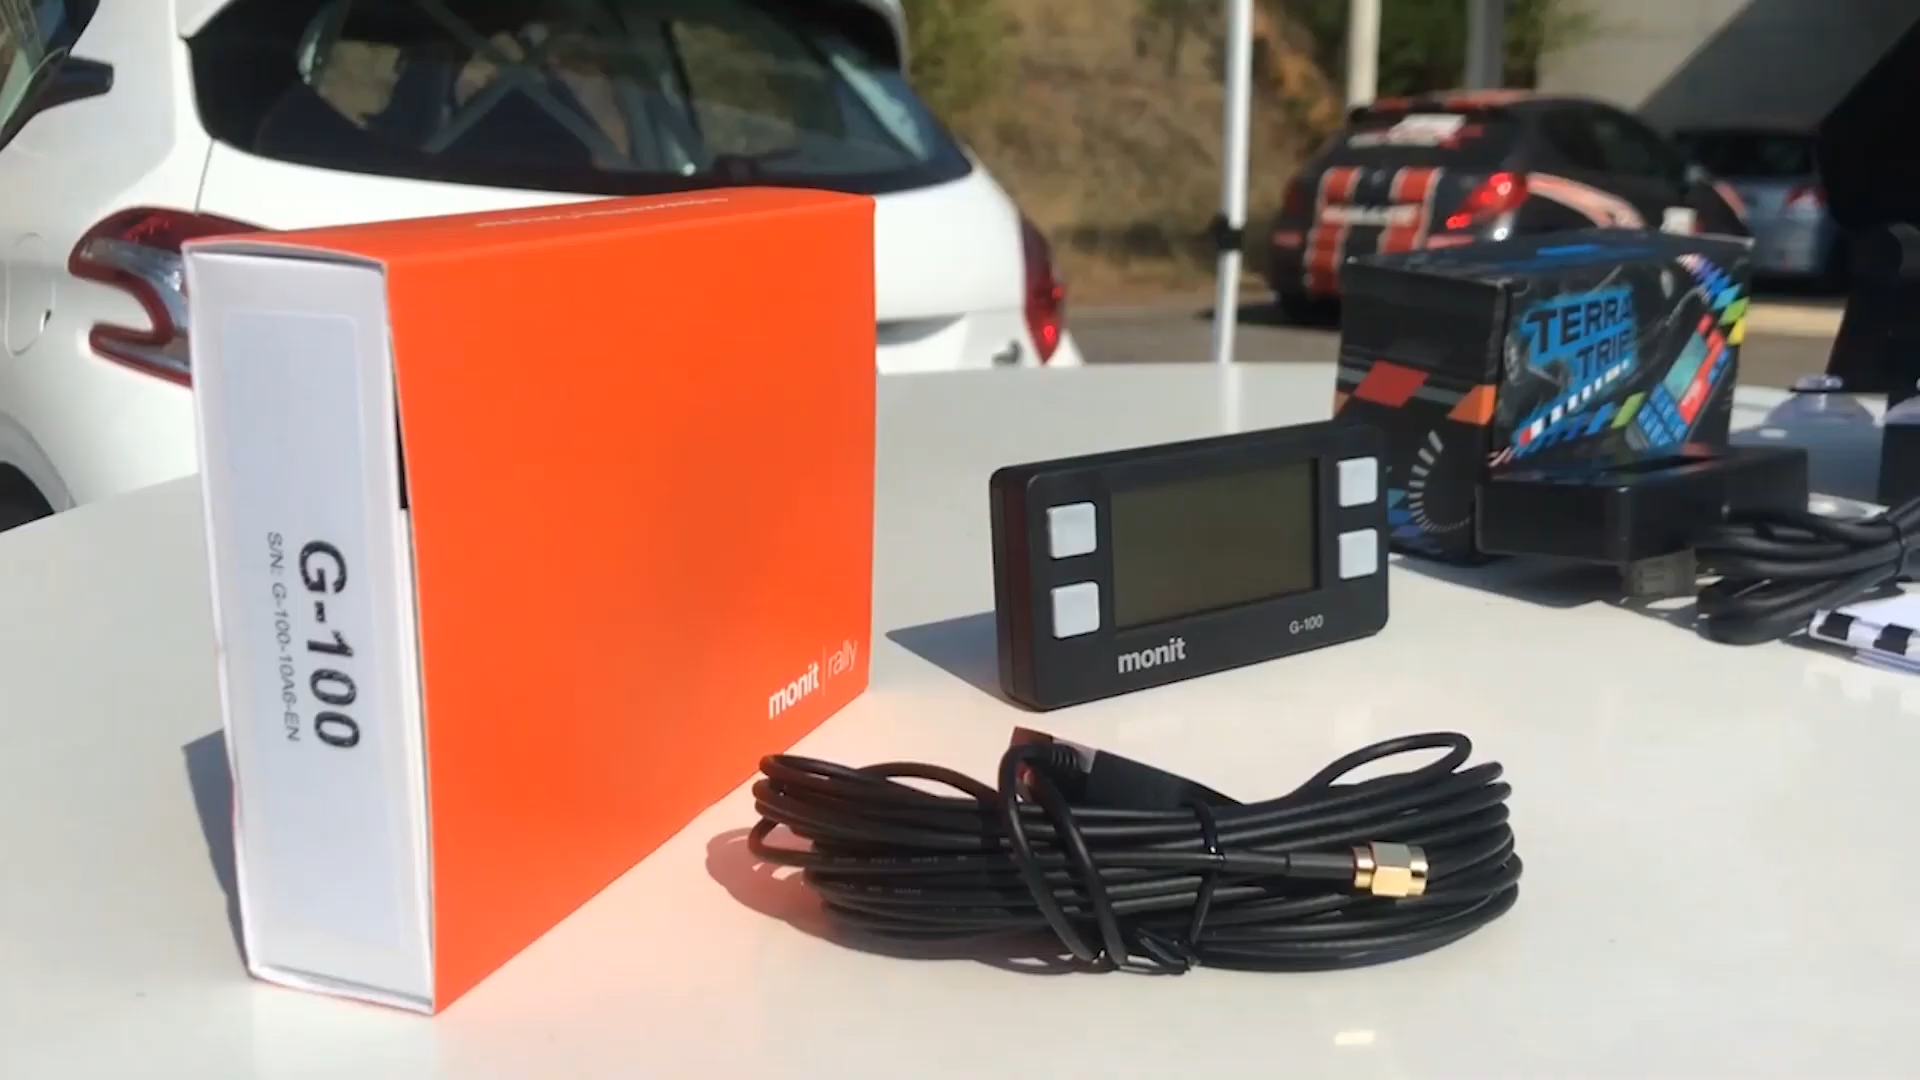 G-100
S/N: G-100-10A6-EN
monit | rally
monit
G-100
TERRA
TRIP